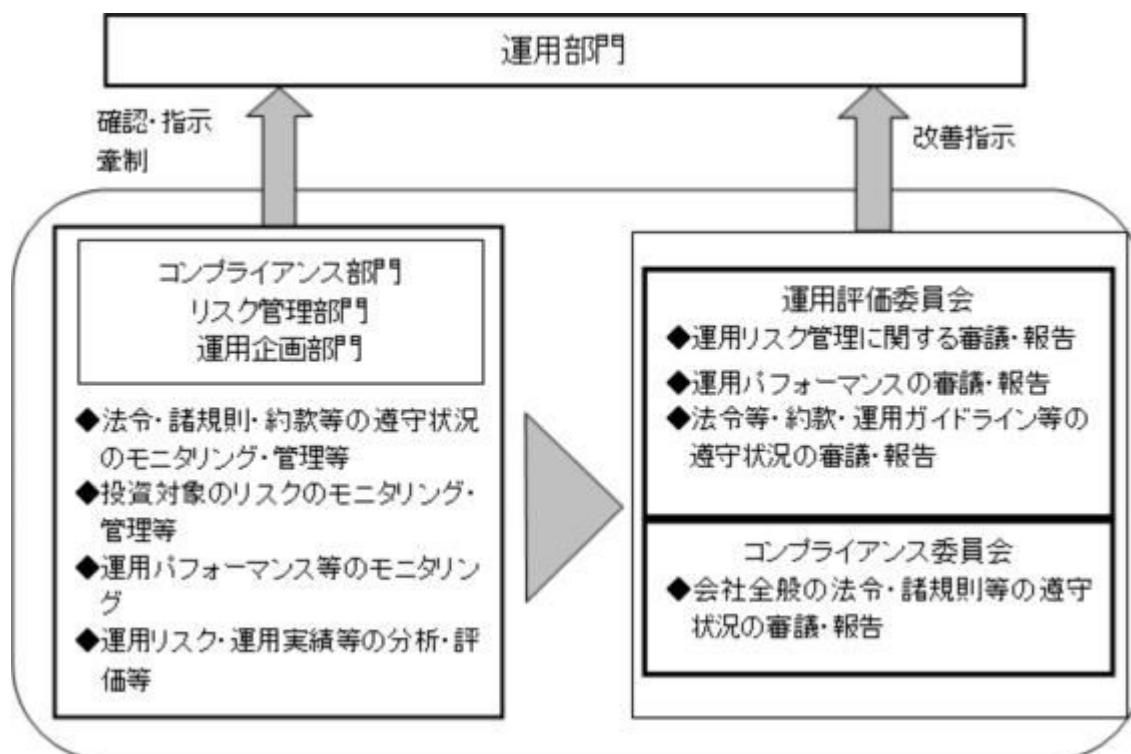 運用部門
確認・指示
牽制
改善指示
コンプライアンス部門
リスク管理部門
運用企画部門
◆法令・諸規則・約款等の遵守状況
のモニタリング・管理等
◆投資対象のリスクのモニタリング・
管理等
◆運用パフォーマンス等のモニタリン
グ
◆運用リスク・運用実績等の分析・評
価等
運用評価委員会
◆運用リスク管理に関する審議・報告
◆運用パフォーマンスの審議・報告
◆法令等・約款・運用ガイドライン等の
遵守状況の審議・報告
コンプライアンス委員会
◆会社全般の法令・諸規則等の遵守
状況の審議・報告